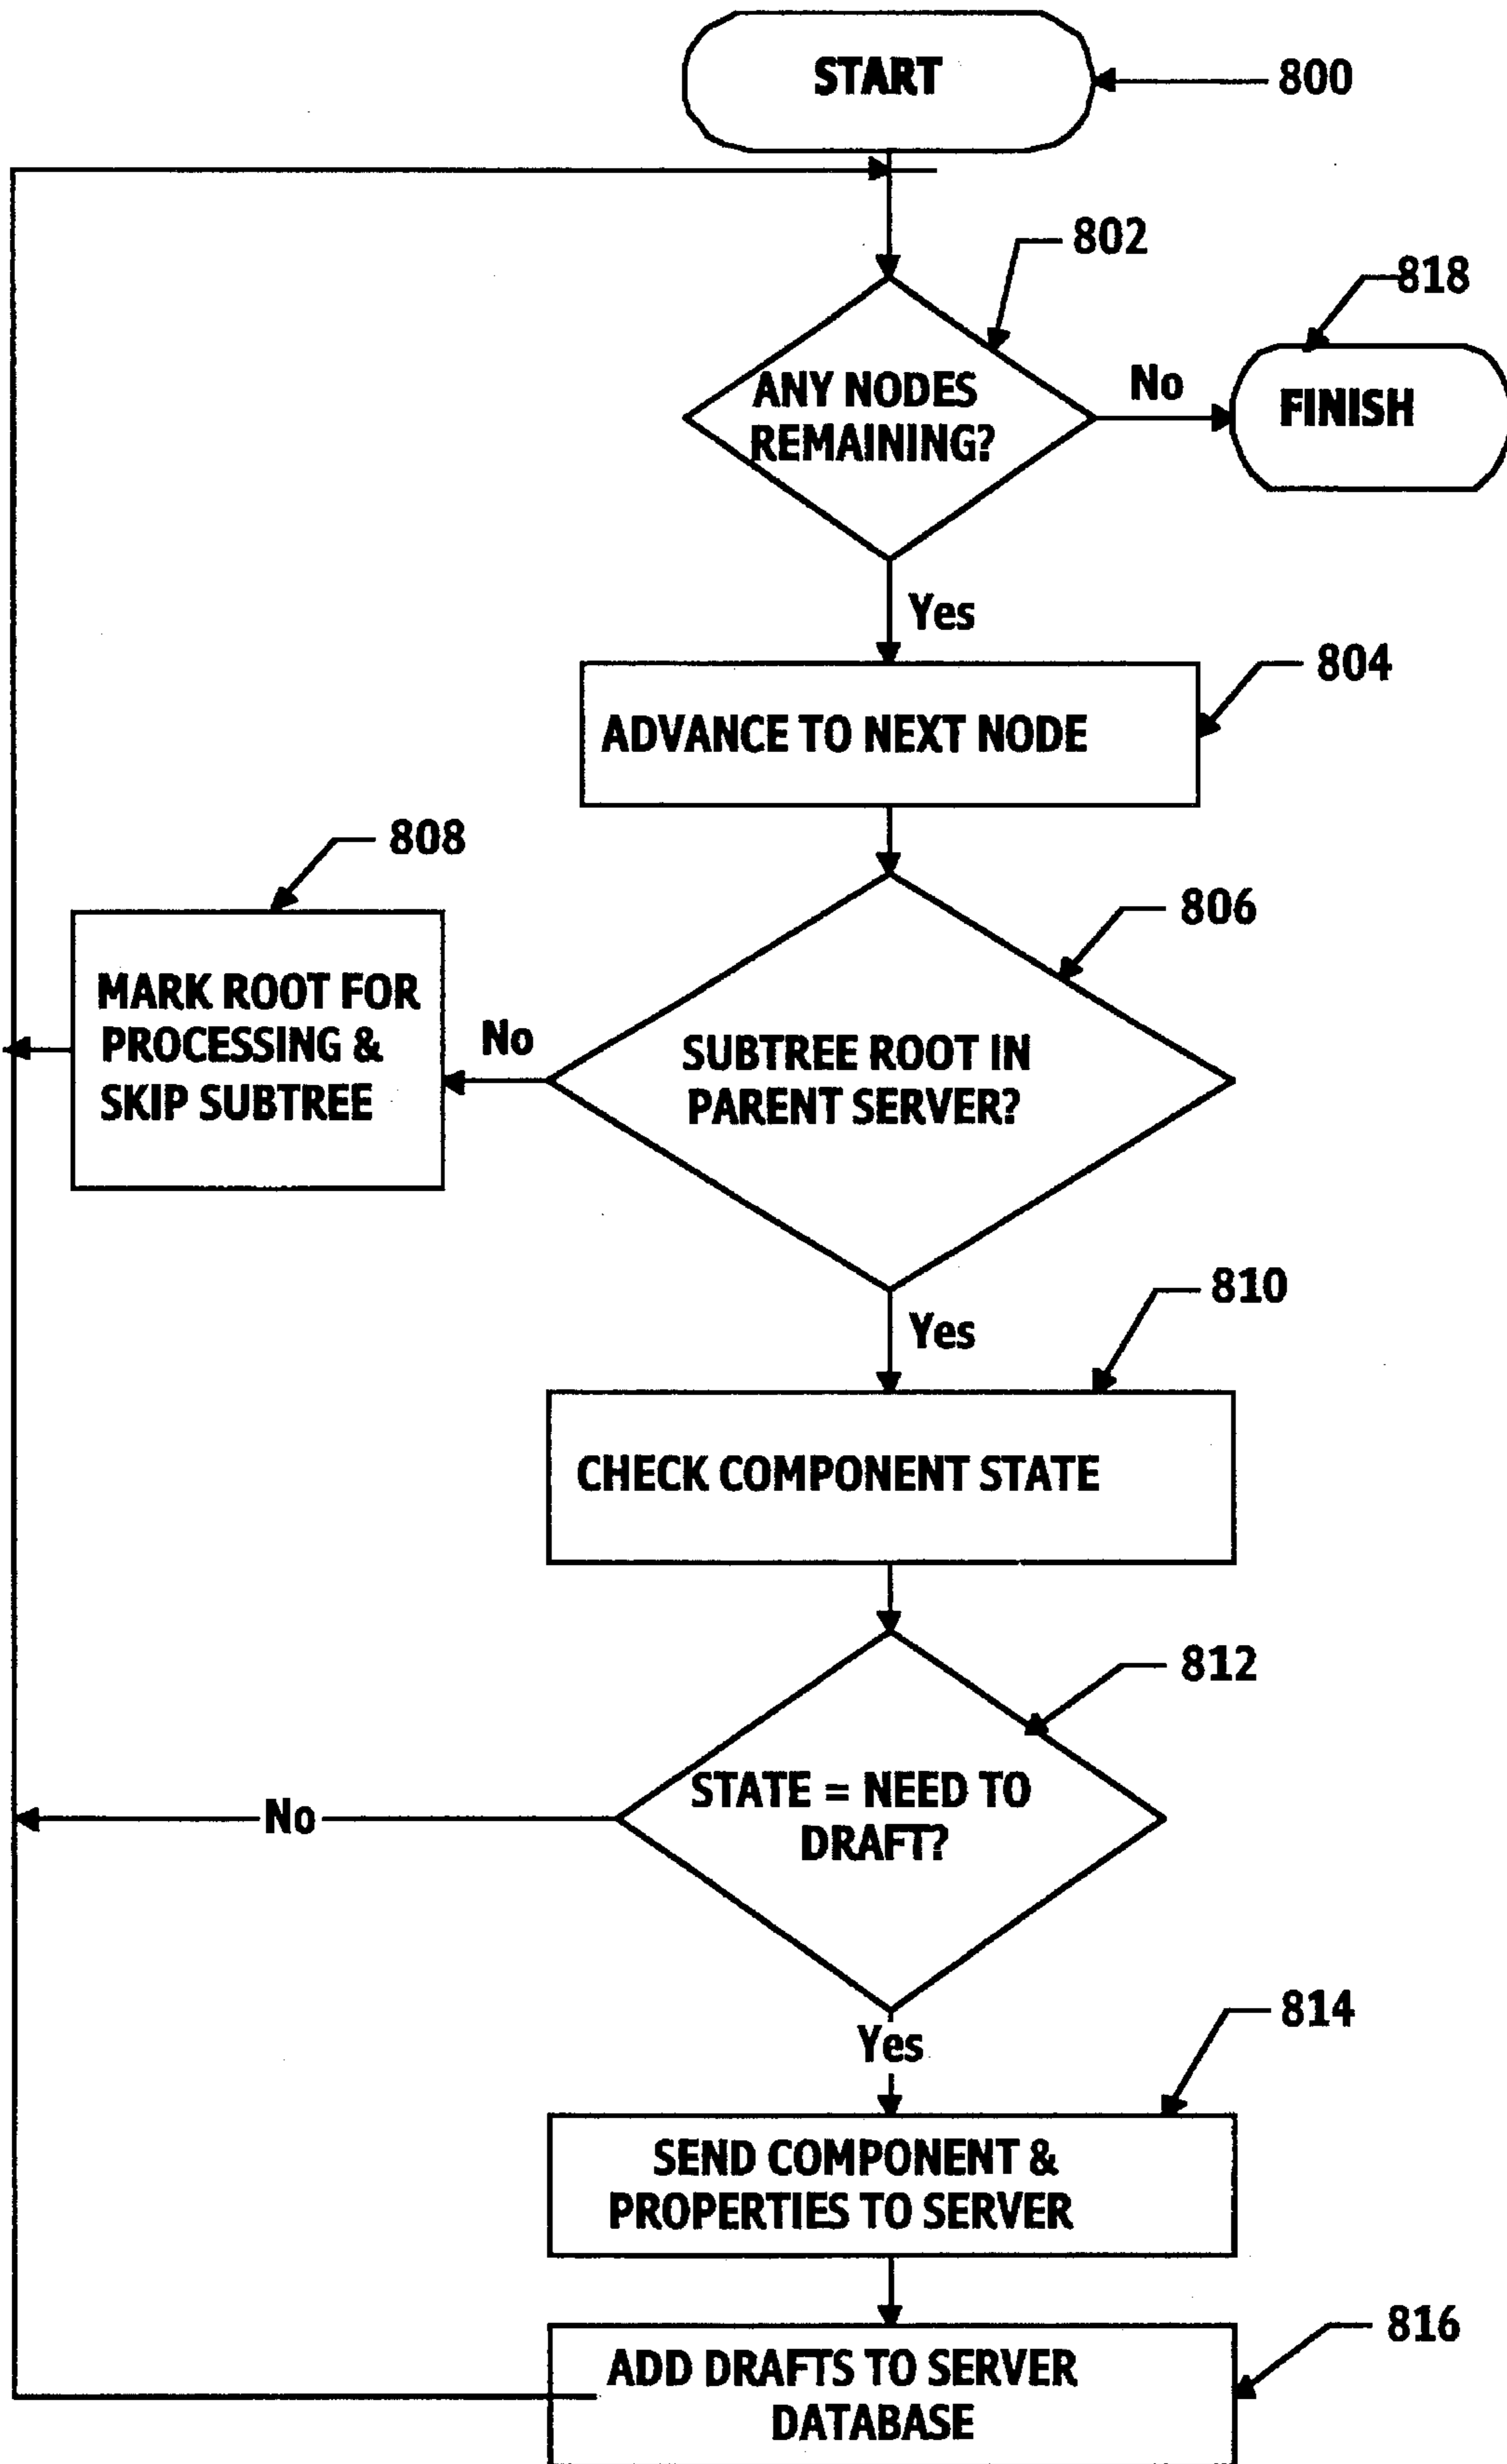 START
800
802
818
ANY NODES
REMAINING?
No
FINISH
Yes
804
ADVANCE TO NEXT NODE
808
806
MARK ROOT FOR
PROCESSING &
SKIP SUBTREE
No
SUBTREE ROOT IN
PARENT SERVER?
810
Yes
CHECK COMPONENT STATE
812
STATE = NEED TO
DRAFT?
No
814
Yes
SEND COMPONENT &
PROPERTIES TO SERVER
816
ADD DRAFTS TO SERVER
DATABASE